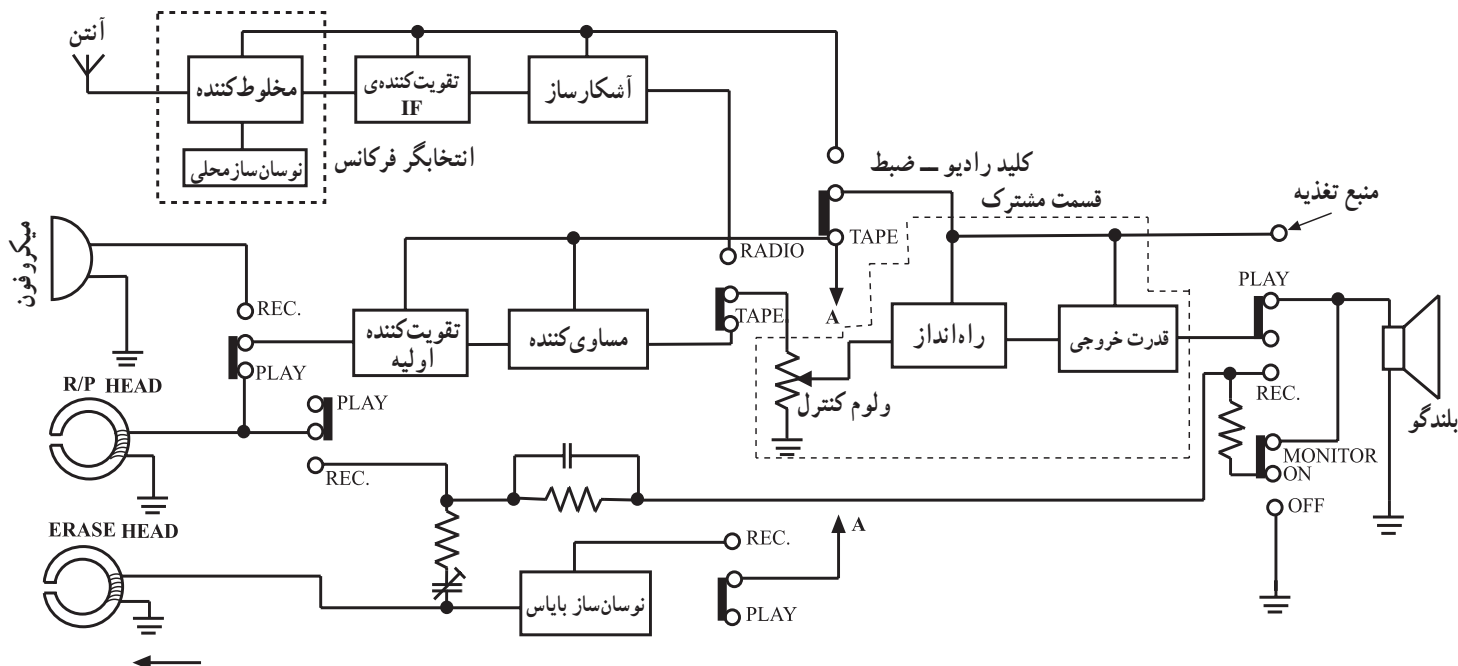 آنتن
مخلوط‌کننده
تقویت‌کننده‌ی
IF
آشکارساز
نوسان‌ساز محلی
انتخابگر فرکانس
کلید رادیو – ضبط
قسمت مشترک
منبع تغذیه
میکروفون
REC.
PLAY
تقویت‌کننده
اولیه
مساوی‌کننده
RADIO
TAPE
TAPE
A
راه‌انداز
قدرت خروجی
ولوم کنترل
PLAY
REC.
MONITOR
ON
OFF
بلندگو
R/P HEAD
PLAY
REC.
ERASE HEAD
نوسان‌ساز بایاس
REC.
PLAY
A